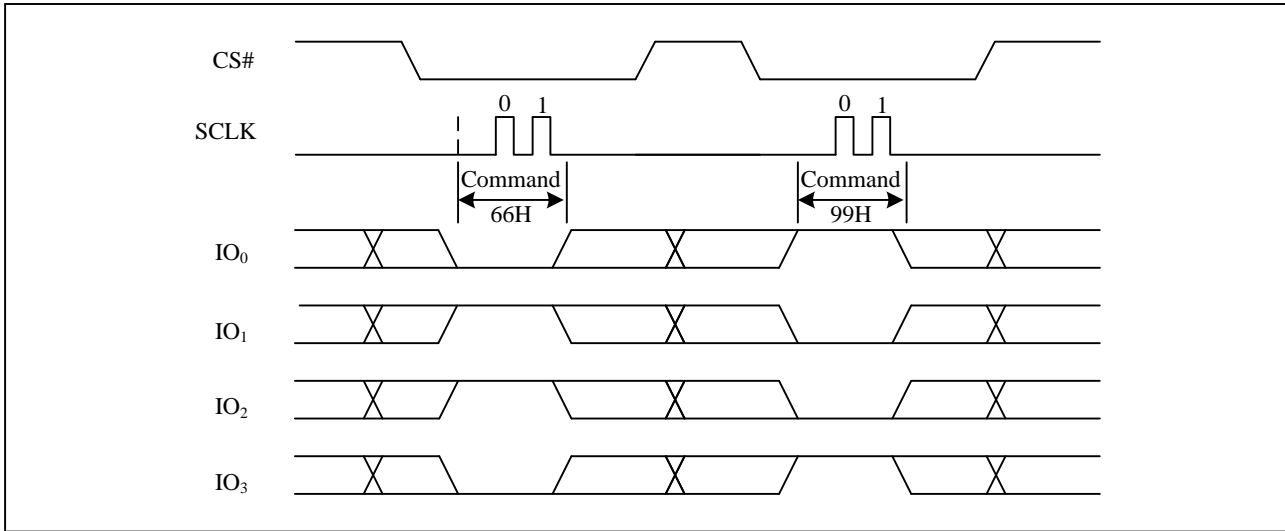 CS#
0 1 0 1
SCLK
Command Command
66H 99H
IO₀
IO₁
IO₂
IO₃